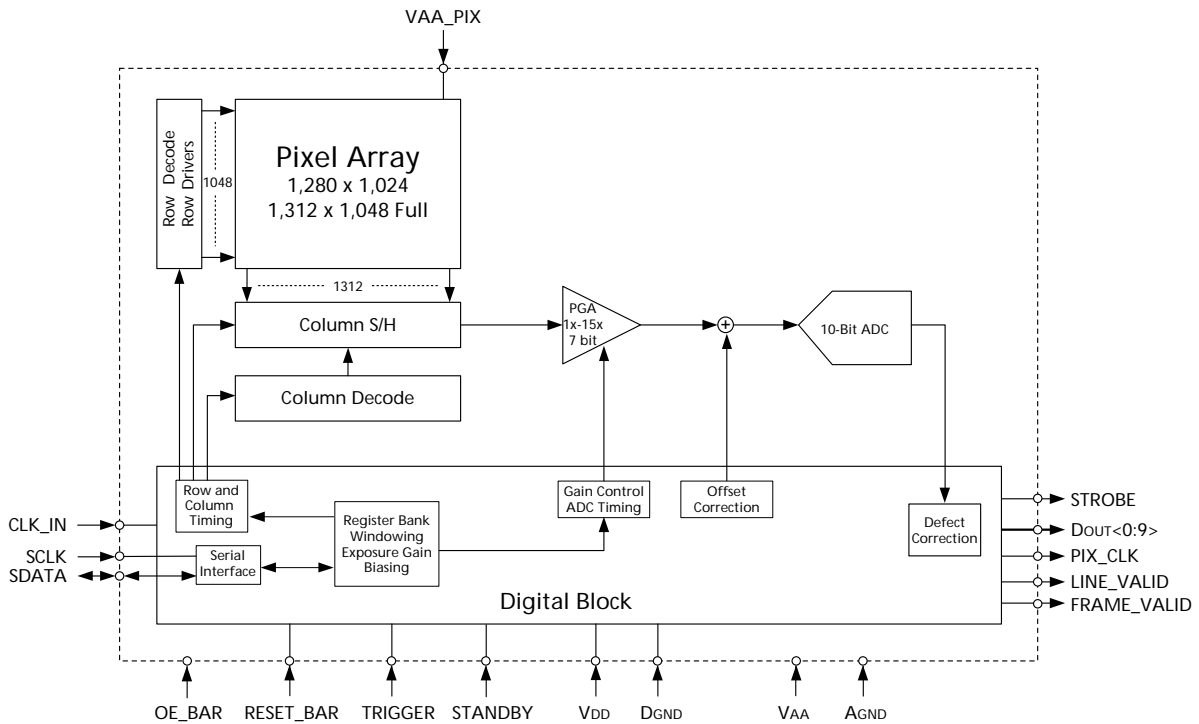 VAA_PIX
Row Decode
Row Drivers
1048
Pixel Array
1,280 x 1,024
1,312 x 1,048 Full
1312
Column S/H
PGA
1x-15x
7 bit
+
10-Bit ADC
Column Decode
Row and
Column
Timing
Gain Control
ADC Timing
Offset
Correction
Register Bank
Windowing
Exposure Gain
Biasing
Defect
Correction
Serial
Interface
Digital Block
CLK_IN
SCLK
SDATA
STROBE
DOUT<0:9>
PIX_CLK
LINE_VALID
FRAME_VALID
OE_BAR
RESET_BAR
TRIGGER
STANDBY
VDD
DGND
VAA
AGND